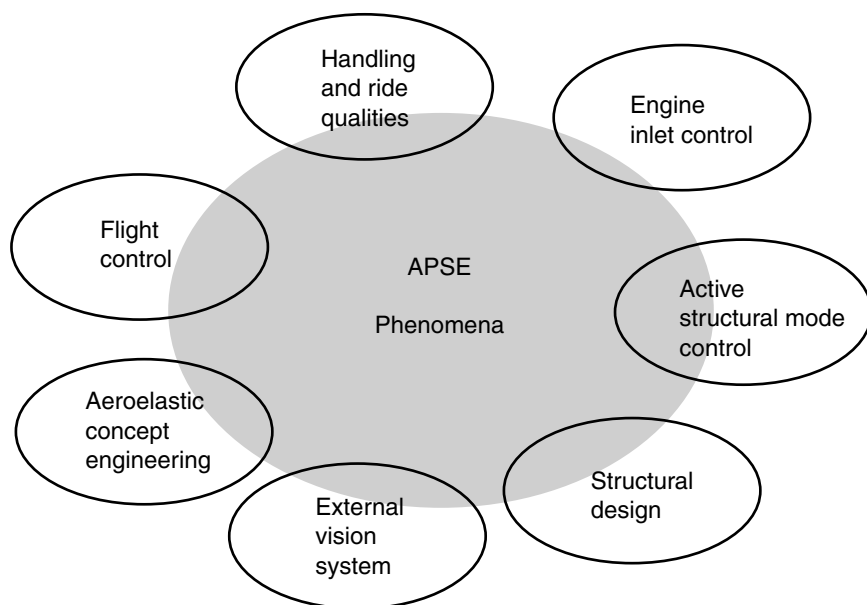 Handling
and ride
qualities
Engine
inlet control
Flight
control
APSE
Phenomena
Active
structural mode
control
Aeroelastic
concept
engineering
Structural
design
External
vision
system